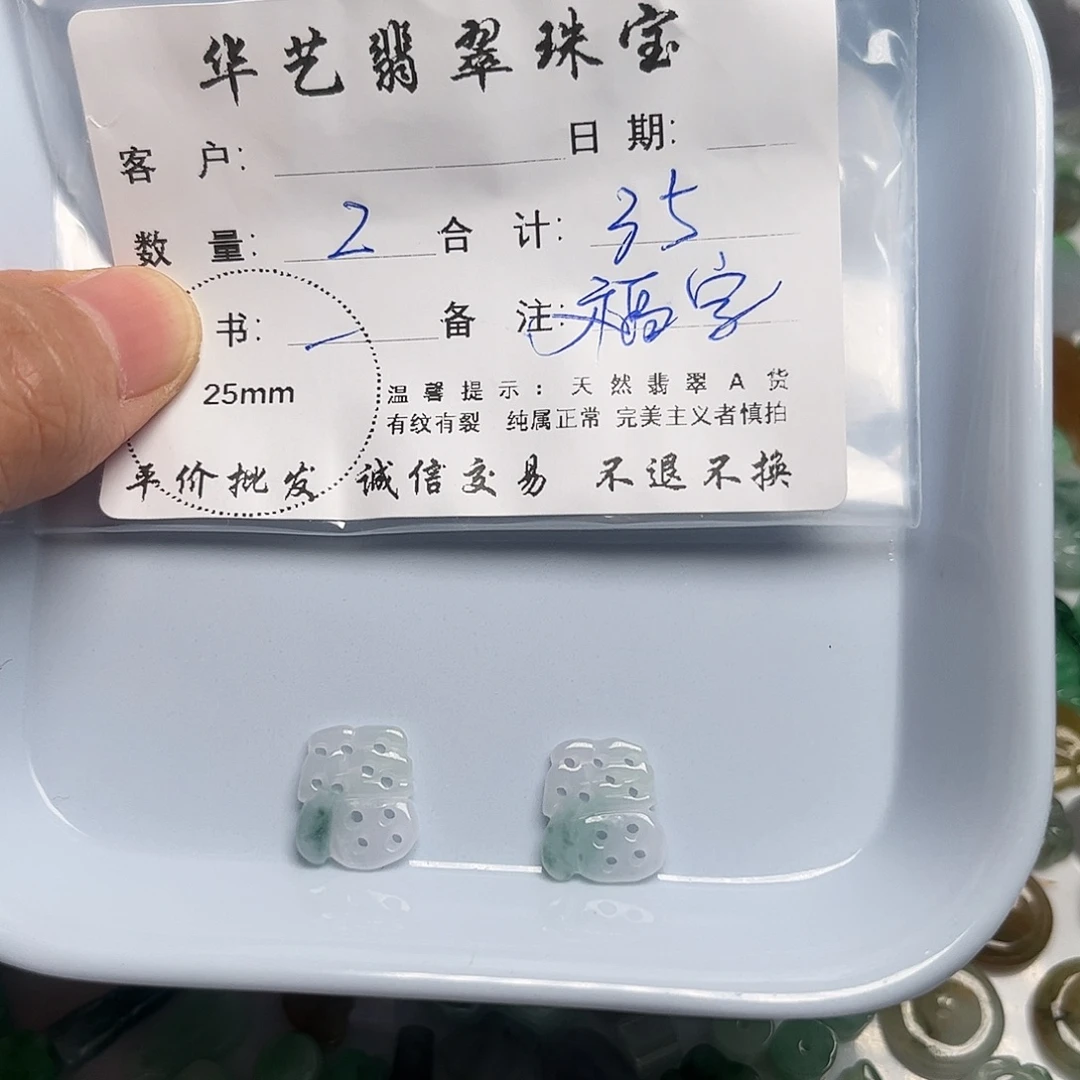 华艺翡翠珠宝
客 户: 日 期:
数 量: 2 合 计: 35
书: 一 备 注: 福字
25mm
温馨提示：天然翡翠A货
有纹有裂 纯属正常 完美主义者慎拍
平价批发 诚信交易 不退不换